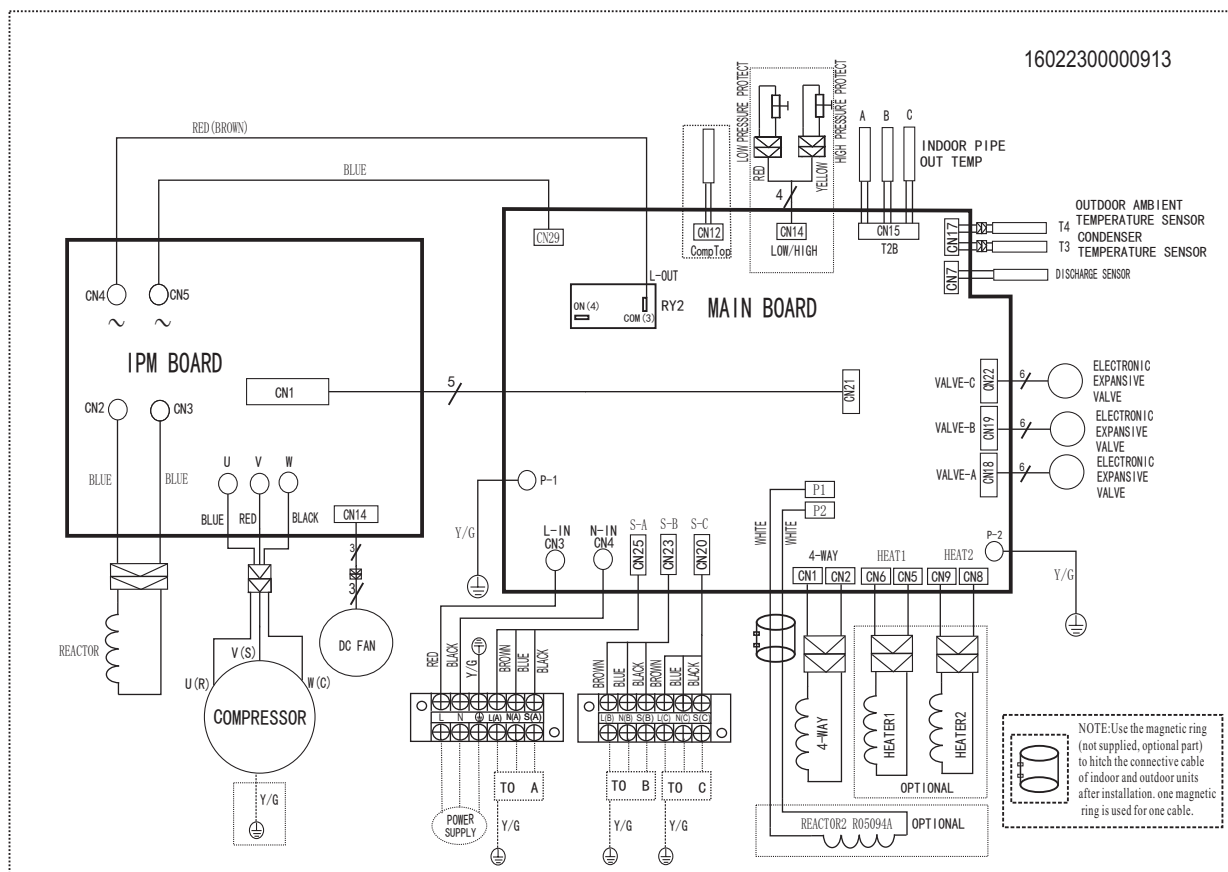 16022300000913
LOW PRESSURE PROTECT
HIGH PRESSURE PROTECT
RED(BROWN)
BLUE
RED
YELLOW
4
A B C
INDOOR PIPE
OUT TEMP
CN29
CN12
CompTop
CN14
LOW/HIGH
CN15
T2B
CN17
T4
OUTDOOR AMBIENT
TEMPERATURE SENSOR
T3
CONDENSER
TEMPERATURE SENSOR
CN7
DISCHARGE SENSOR
CN4
CN5
∼
∼
IPM BOARD
L-OUT
ON(4)
COM(3)
RY2
MAIN BOARD
CN1
5
CN21
CN2
CN3
VALVE-C
CN22
6
ELECTRONIC
EXPANSIVE
VALVE
VALVE-B
CN19
6
ELECTRONIC
EXPANSIVE
VALVE
VALVE-A
CN18
6
ELECTRONIC
EXPANSIVE
VALVE
BLUE
BLUE
U V W
BLUE
RED
BLACK
CN14
3
3
P-1
Y/G
L-IN
CN3
N-IN
CN4
S-A
CN25
S-B
CN23
S-C
CN20
P1
P2
WHITE
WHITE
4-WAY
CN1
CN2
HEAT1
CN6
CN5
HEAT2
CN9
CN8
P-2
Y/G
REACTOR
DC FAN
V(S)
U(R)
W(C)
COMPRESSOR
Y/G
RED
BLACK
Y/G
BROWN
BLUE
BLACK
L N L(A) N(A) S(A)
BROWN
BLUE
BLACK
BROWN
BLUE
BLACK
L(B) N(B) S(B) L(C) N(C) S(C)
POWER
SUPPLY
TO A
Y/G
TO B
Y/G
TO C
Y/G
4-WAY
HEATER1
HEATER2
OPTIONAL
REACTOR2 R05094A
OPTIONAL
NOTE:Use the magnetic ring
(not supplied, optional part)
to hitch the connective cable
of indoor and outdoor units
after installation. one magnetic
ring is used for one cable.